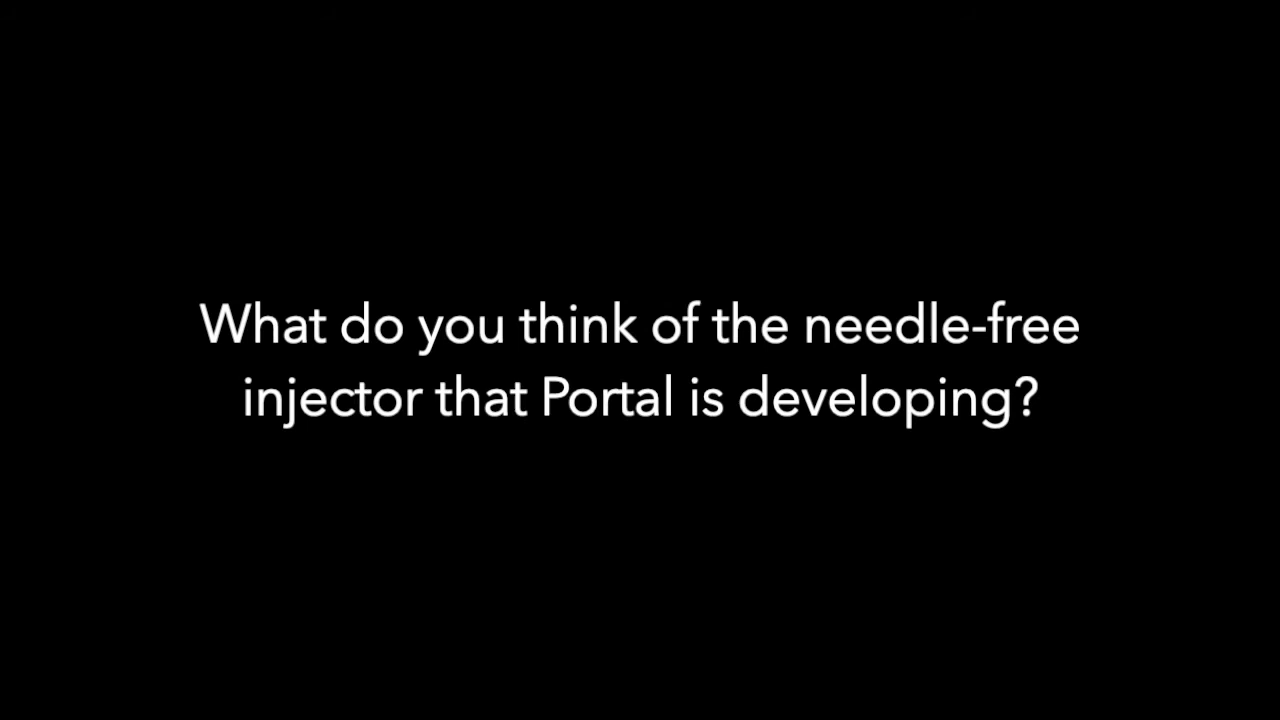 What do you think of the needle-free
injector that Portal is developing?